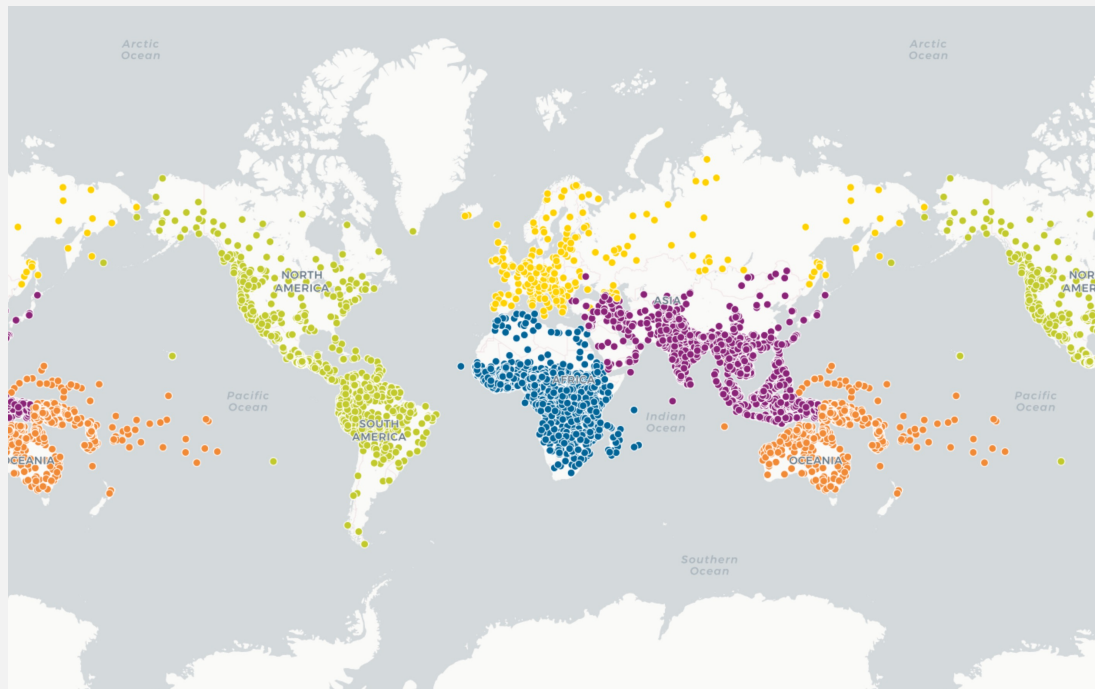 Arctic
Ocean
Arctic
Ocean
NORTH
AMERICA
ASIA
NOR
AMER
AFRICA
Pacific
Ocean
Indian
Ocean
Pacific
Ocean
SOUTH
AMERICA
OCEANIA
OCEANIA
Southern
Ocean